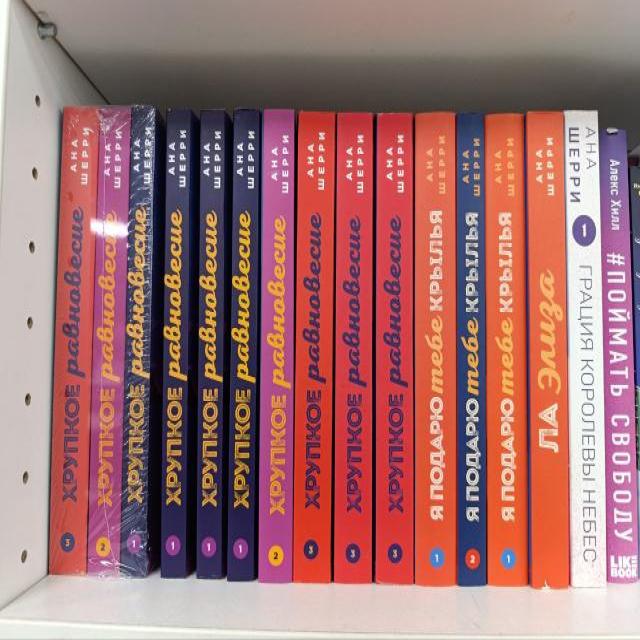 АНА ШЕРРИ
ХРУПКОЕ равновесие
3
АНА ШЕРРИ
ХРУПКОЕ равновесие
2
АНА ШЕРРИ
ХРУПКОЕ равновесие
1
АНА ШЕРРИ
ХРУПКОЕ равновесие
1
АНА ШЕРРИ
ХРУПКОЕ равновесие
1
АНА ШЕРРИ
ХРУПКОЕ равновесие
1
АНА ШЕРРИ
ХРУПКОЕ равновесие
2
АНА ШЕРРИ
ХРУПКОЕ равновесие
3
АНА ШЕРРИ
ХРУПКОЕ равновесие
3
АНА ШЕРРИ
ХРУПКОЕ равновесие
3
АНА ШЕРРИ
Я ПОДАРЮ тебе КРЫЛЬЯ
1
АНА ШЕРРИ
Я ПОДАРЮ тебе КРЫЛЬЯ
2
АНА ШЕРРИ
Я ПОДАРЮ тебе КРЫЛЬЯ
1
АНА ШЕРРИ
ЛА Элиза
АНА ШЕРРИ
1
ГРАЦИЯ КОРОЛЕВЫ НЕБЕС
Алекс Хилл
#ПОЙМАТЬ СВОБОДУ
LIKE BOOK